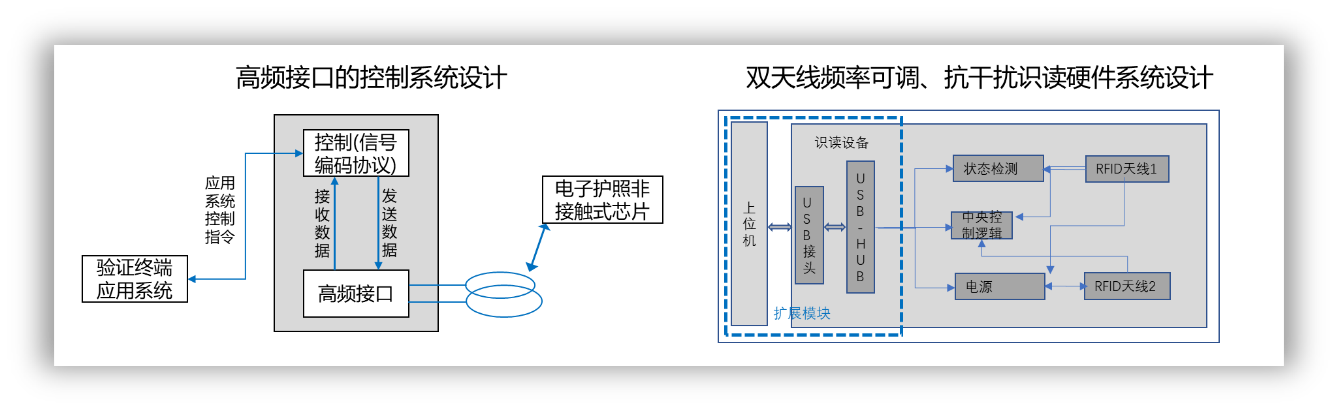 高频接口的控制系统设计
控制(信号
编码协议)
接
收
数
据
发
送
数
据
高频接口
应用
系统
控制
指令
验证终端
应用系统
电子护照非
接触式芯片
双天线频率可调、抗干扰识读硬件系统设计
上
位
机
识读设备
U
S
B
接
头
U
S
B
-
H
U
B
扩展模块
状态检测
中央控
制逻辑
电源
RFID天线1
RFID天线2